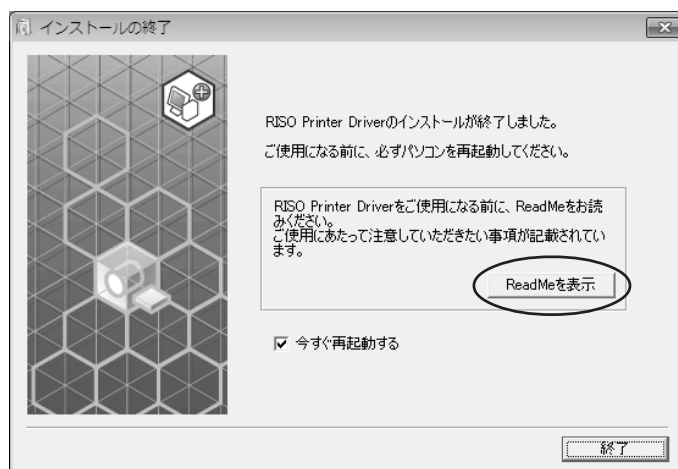 インストールの終了
RISO Printer Driverのインストールが終了しました。
ご使用になる前に、必ずパソコンを再起動してください。
RISO Printer Driverをご使用になる前に、ReadMeをお読
みください。
ご使用にあたって注意していただきたい事項が記載されてい
ます。
ReadMeを表示
今すぐ再起動する
終了